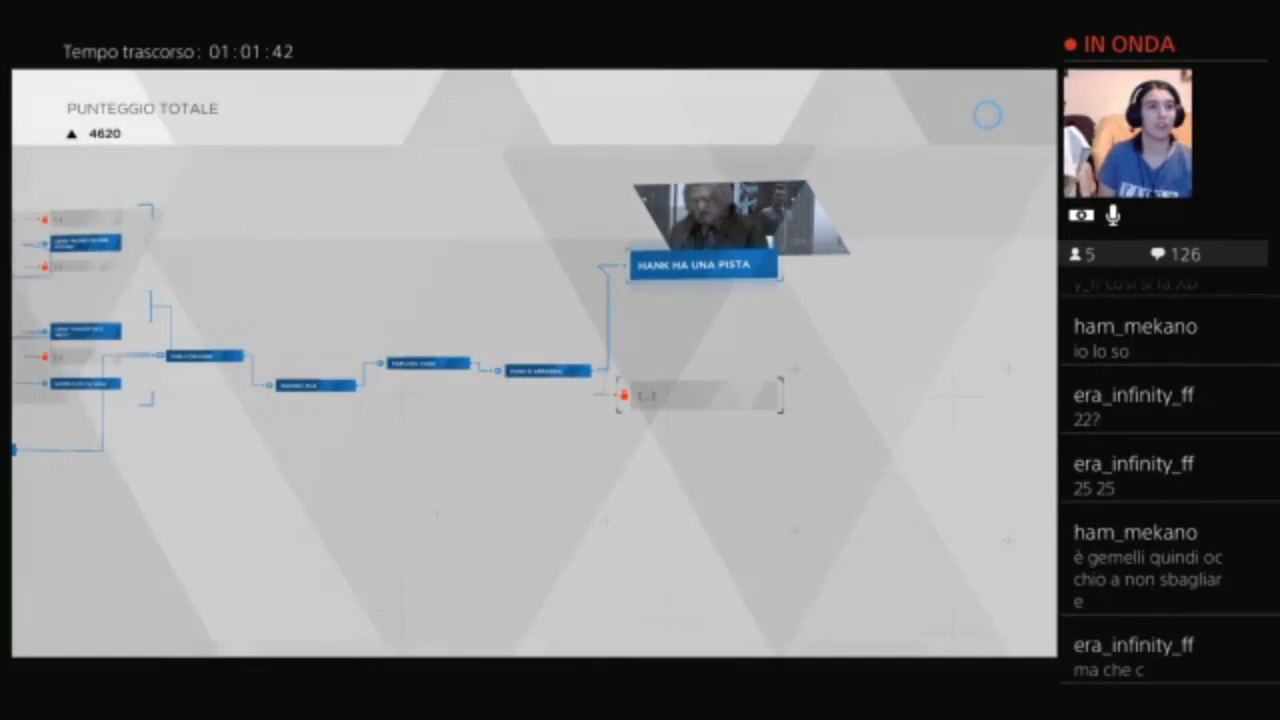 Tempo trascorso: 01:01:42
IN ONDA
PUNTEGGIO TOTALE
4620
HANK HA UNA PISTA
[...]
5
126
ham_mekano
io lo so
era_infinity_ff
22?
era_infinity_ff
25 25
ham_mekano
è gemelli quindi oc
chio a non sbagliar
e
era_infinity_ff
ma che c